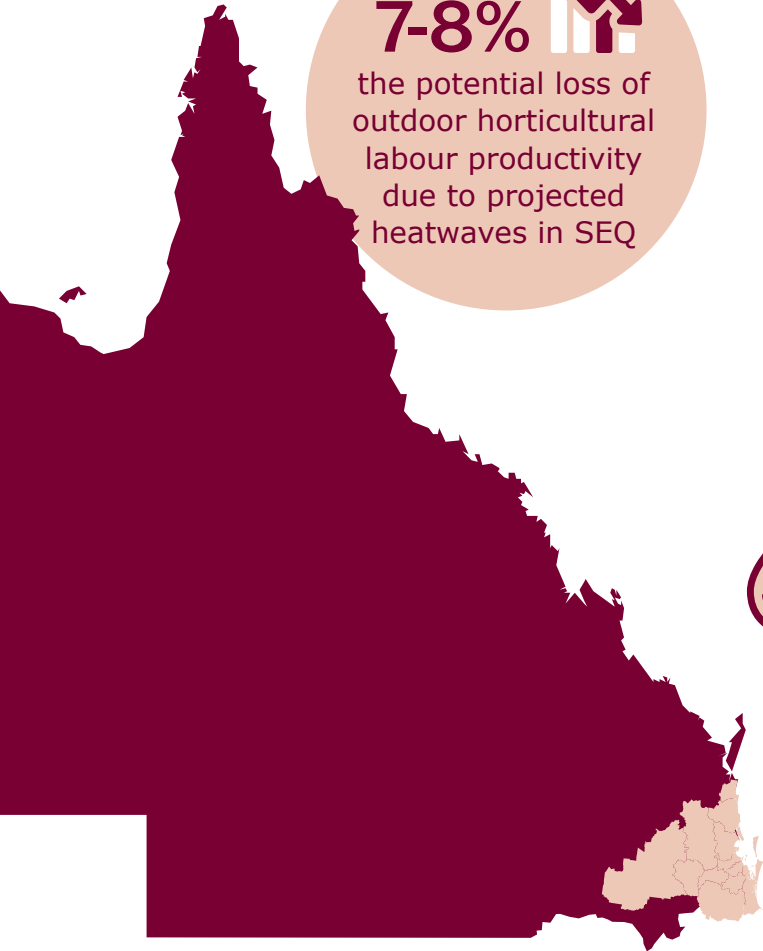 7-8%
the potential loss of
outdoor horticultural
labour productivity
due to projected
heatwaves in SEQ